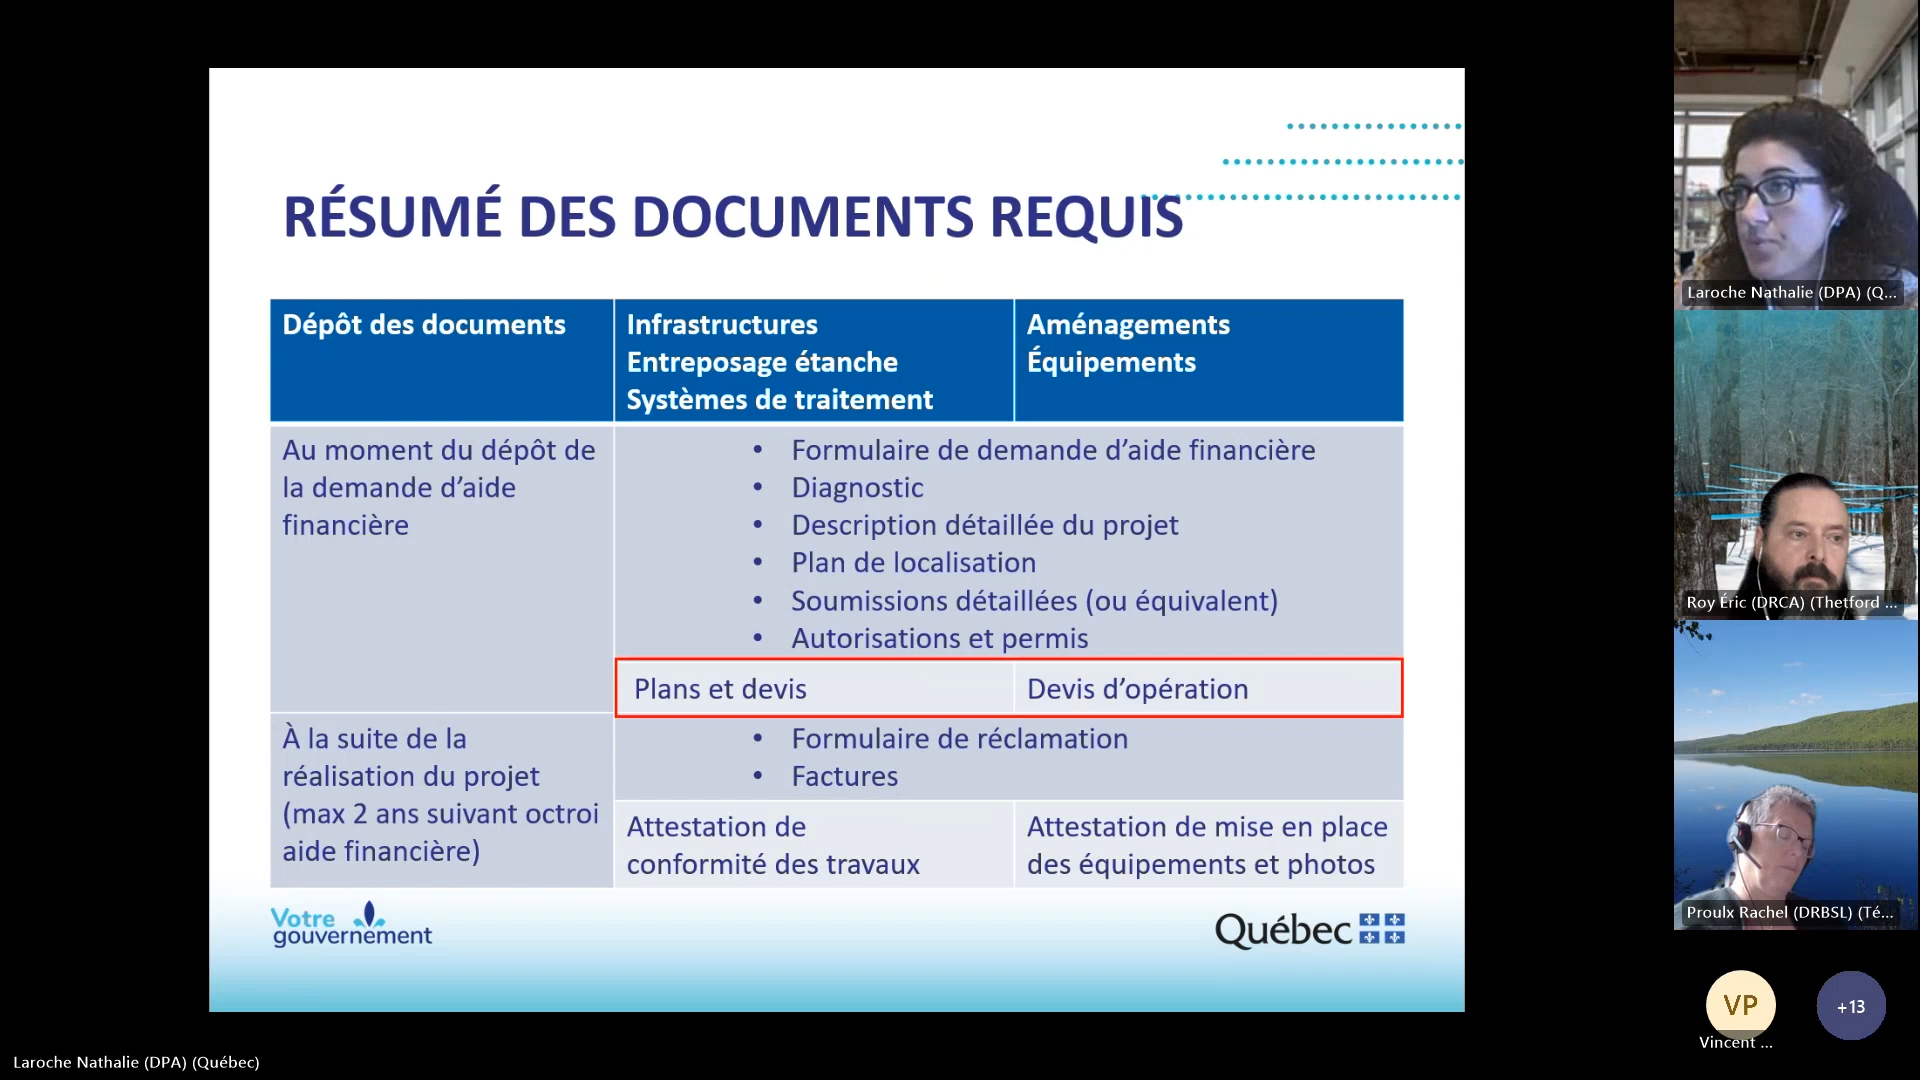 RÉSUMÉ DES DOCUMENTS REQUIS
Dépôt des documents
Infrastructures
Entreposage étanche
Systèmes de traitement
Aménagements
Équipements
Au moment du dépôt de
la demande d’aide
financière
• Formulaire de demande d’aide financière
• Diagnostic
• Description détaillée du projet
• Plan de localisation
• Soumissions détaillées (ou équivalent)
• Autorisations et permis
Plans et devis
Devis d’opération
À la suite de la
réalisation du projet
(max 2 ans suivant octroi
aide financière)
• Formulaire de réclamation
• Factures
Attestation de
conformité des travaux
Attestation de mise en place
des équipements et photos
Votre
gouvernement
Québec
Laroche Nathalie (DPA) (Q...
Roy Éric (DRCA) (Thetford ...
Proulx Rachel (DRBSL) (Té...
VP
+13
Vincent ...
Laroche Nathalie (DPA) (Québec)